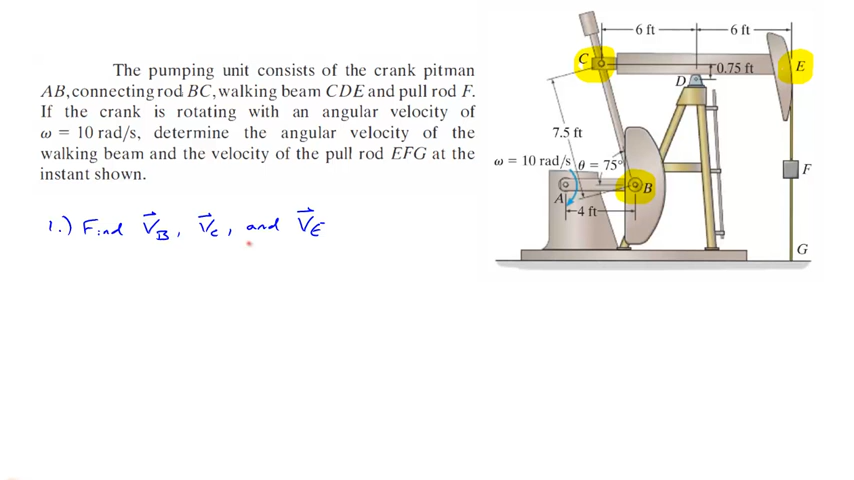 The pumping unit consists of the crank pitman
AB, connecting rod BC, walking beam CDE and pull rod F.
If the crank is rotating with an angular velocity of
ω = 10 rad/s, determine the angular velocity of the
walking beam and the velocity of the pull rod EFG at the
instant shown.
1.) Find V⃗_B, V⃗_C, and V⃗_E
6 ft
6 ft
C
E
0.75 ft
D
7.5 ft
ω = 10 rad/s
θ = 75°
F
B
A
4 ft
G